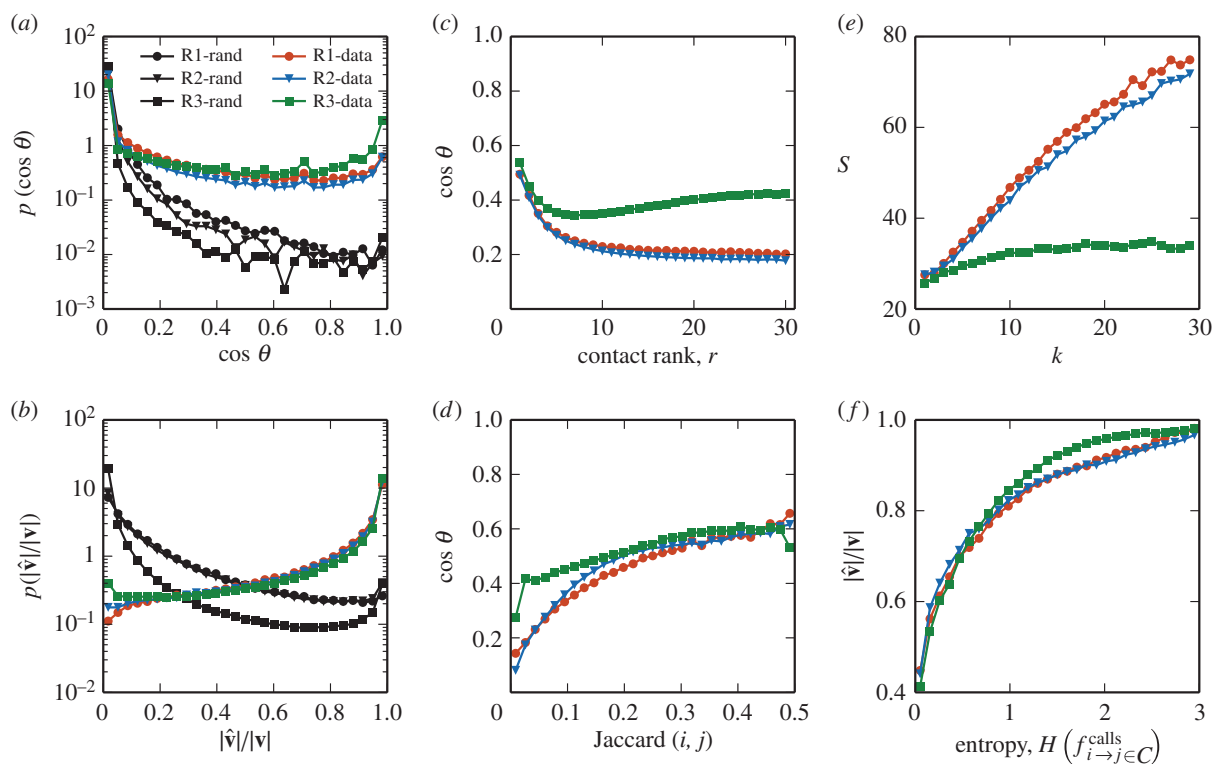 (a)
10²
10
1
10⁻¹
10⁻²
10⁻³
p (cos θ)
R1-rand
R2-rand
R3-rand
R1-data
R2-data
R3-data
0 0.2 0.4 0.6 0.8 1.0
cos θ
(c)
1.0
0.8
0.6
0.4
0.2
cos θ
0 10 20 30
contact rank, r
(e)
80
60
40
20
S
0 10 20 30
k
(b)
10²
10
1
10⁻¹
10⁻²
p(|v̂|/|v|)
0 0.2 0.4 0.6 0.8 1.0
|v̂|/|v|
(d)
1.0
0.8
0.6
0.4
0.2
cos θ
0 0.1 0.2 0.3 0.4 0.5
Jaccard (i, j)
(f)
1.0
0.8
0.6
0.4
|v̂|/|v|
0 1 2 3
entropy, H (f^calls_i→j∈C)